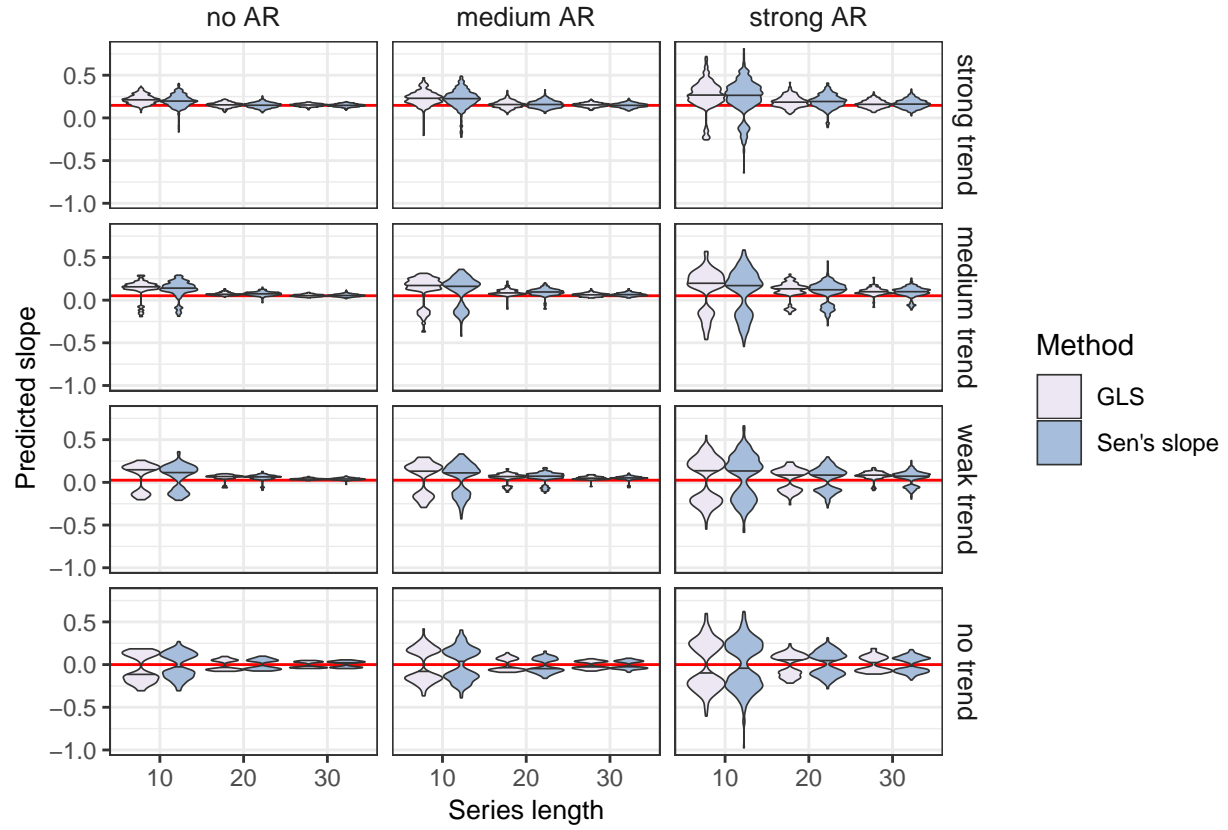 no AR
medium AR
strong AR
0.5
0.0
−0.5
−1.0
strong trend
0.5
0.0
−0.5
−1.0
medium trend
0.5
0.0
−0.5
−1.0
weak trend
0.5
0.0
−0.5
−1.0
no trend
10 20 30
10 20 30
10 20 30
Series length
Predicted slope
Method
GLS
Sen's slope